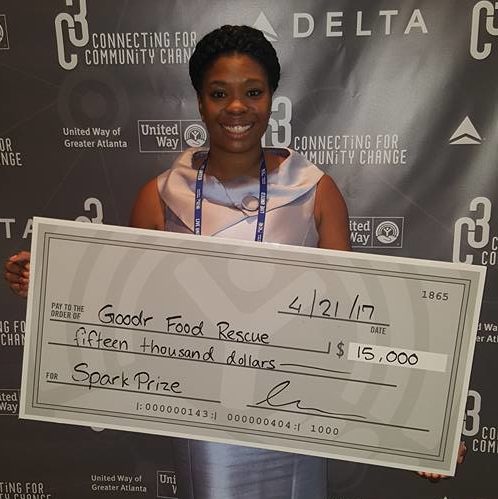 C3 CONNECTING FOR
COMMUNITY CHAN
DELTA
United Way of
Greater Atlanta
United
Way
C3 CONNECTING FOR
COMMUNITY CHANGE
1865
4/21/17
DATE
PAY TO THE
ORDER OF
Goodr Food Rescue
fifteen thousand dollars
$ 15,000
FOR
Spark Prize
|:000000143:| 000000404:| 1000
United Way of
Greater Atlanta